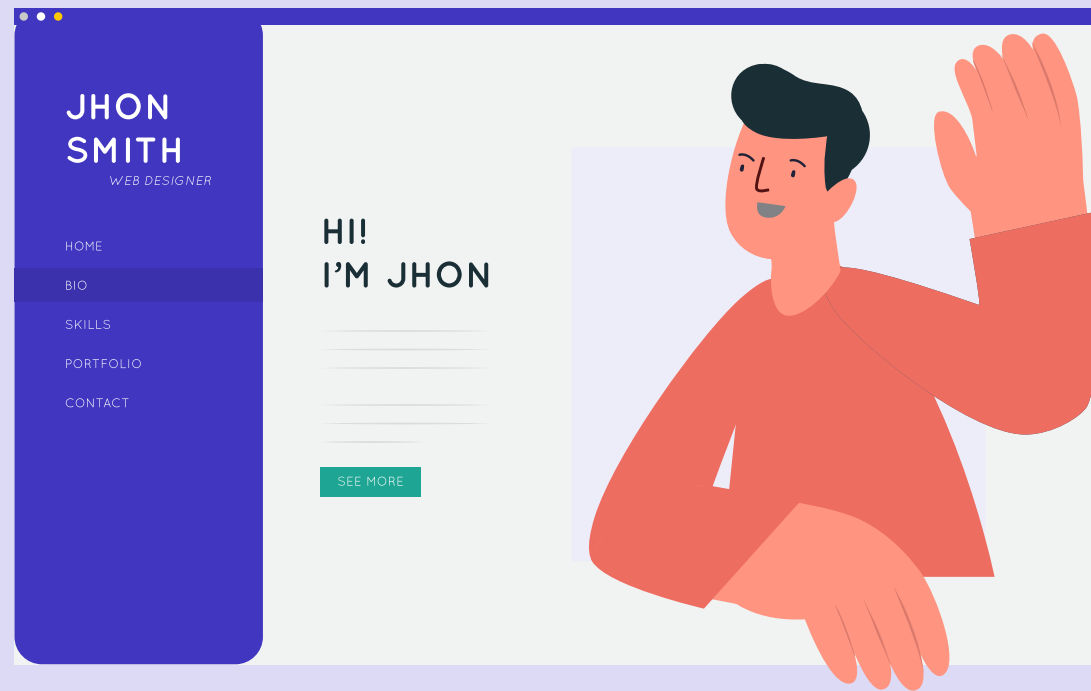 JHON
SMITH
WEB DESIGNER
HOME
BIO
SKILLS
PORTFOLIO
CONTACT
HI!
I'M JHON
SEE MORE